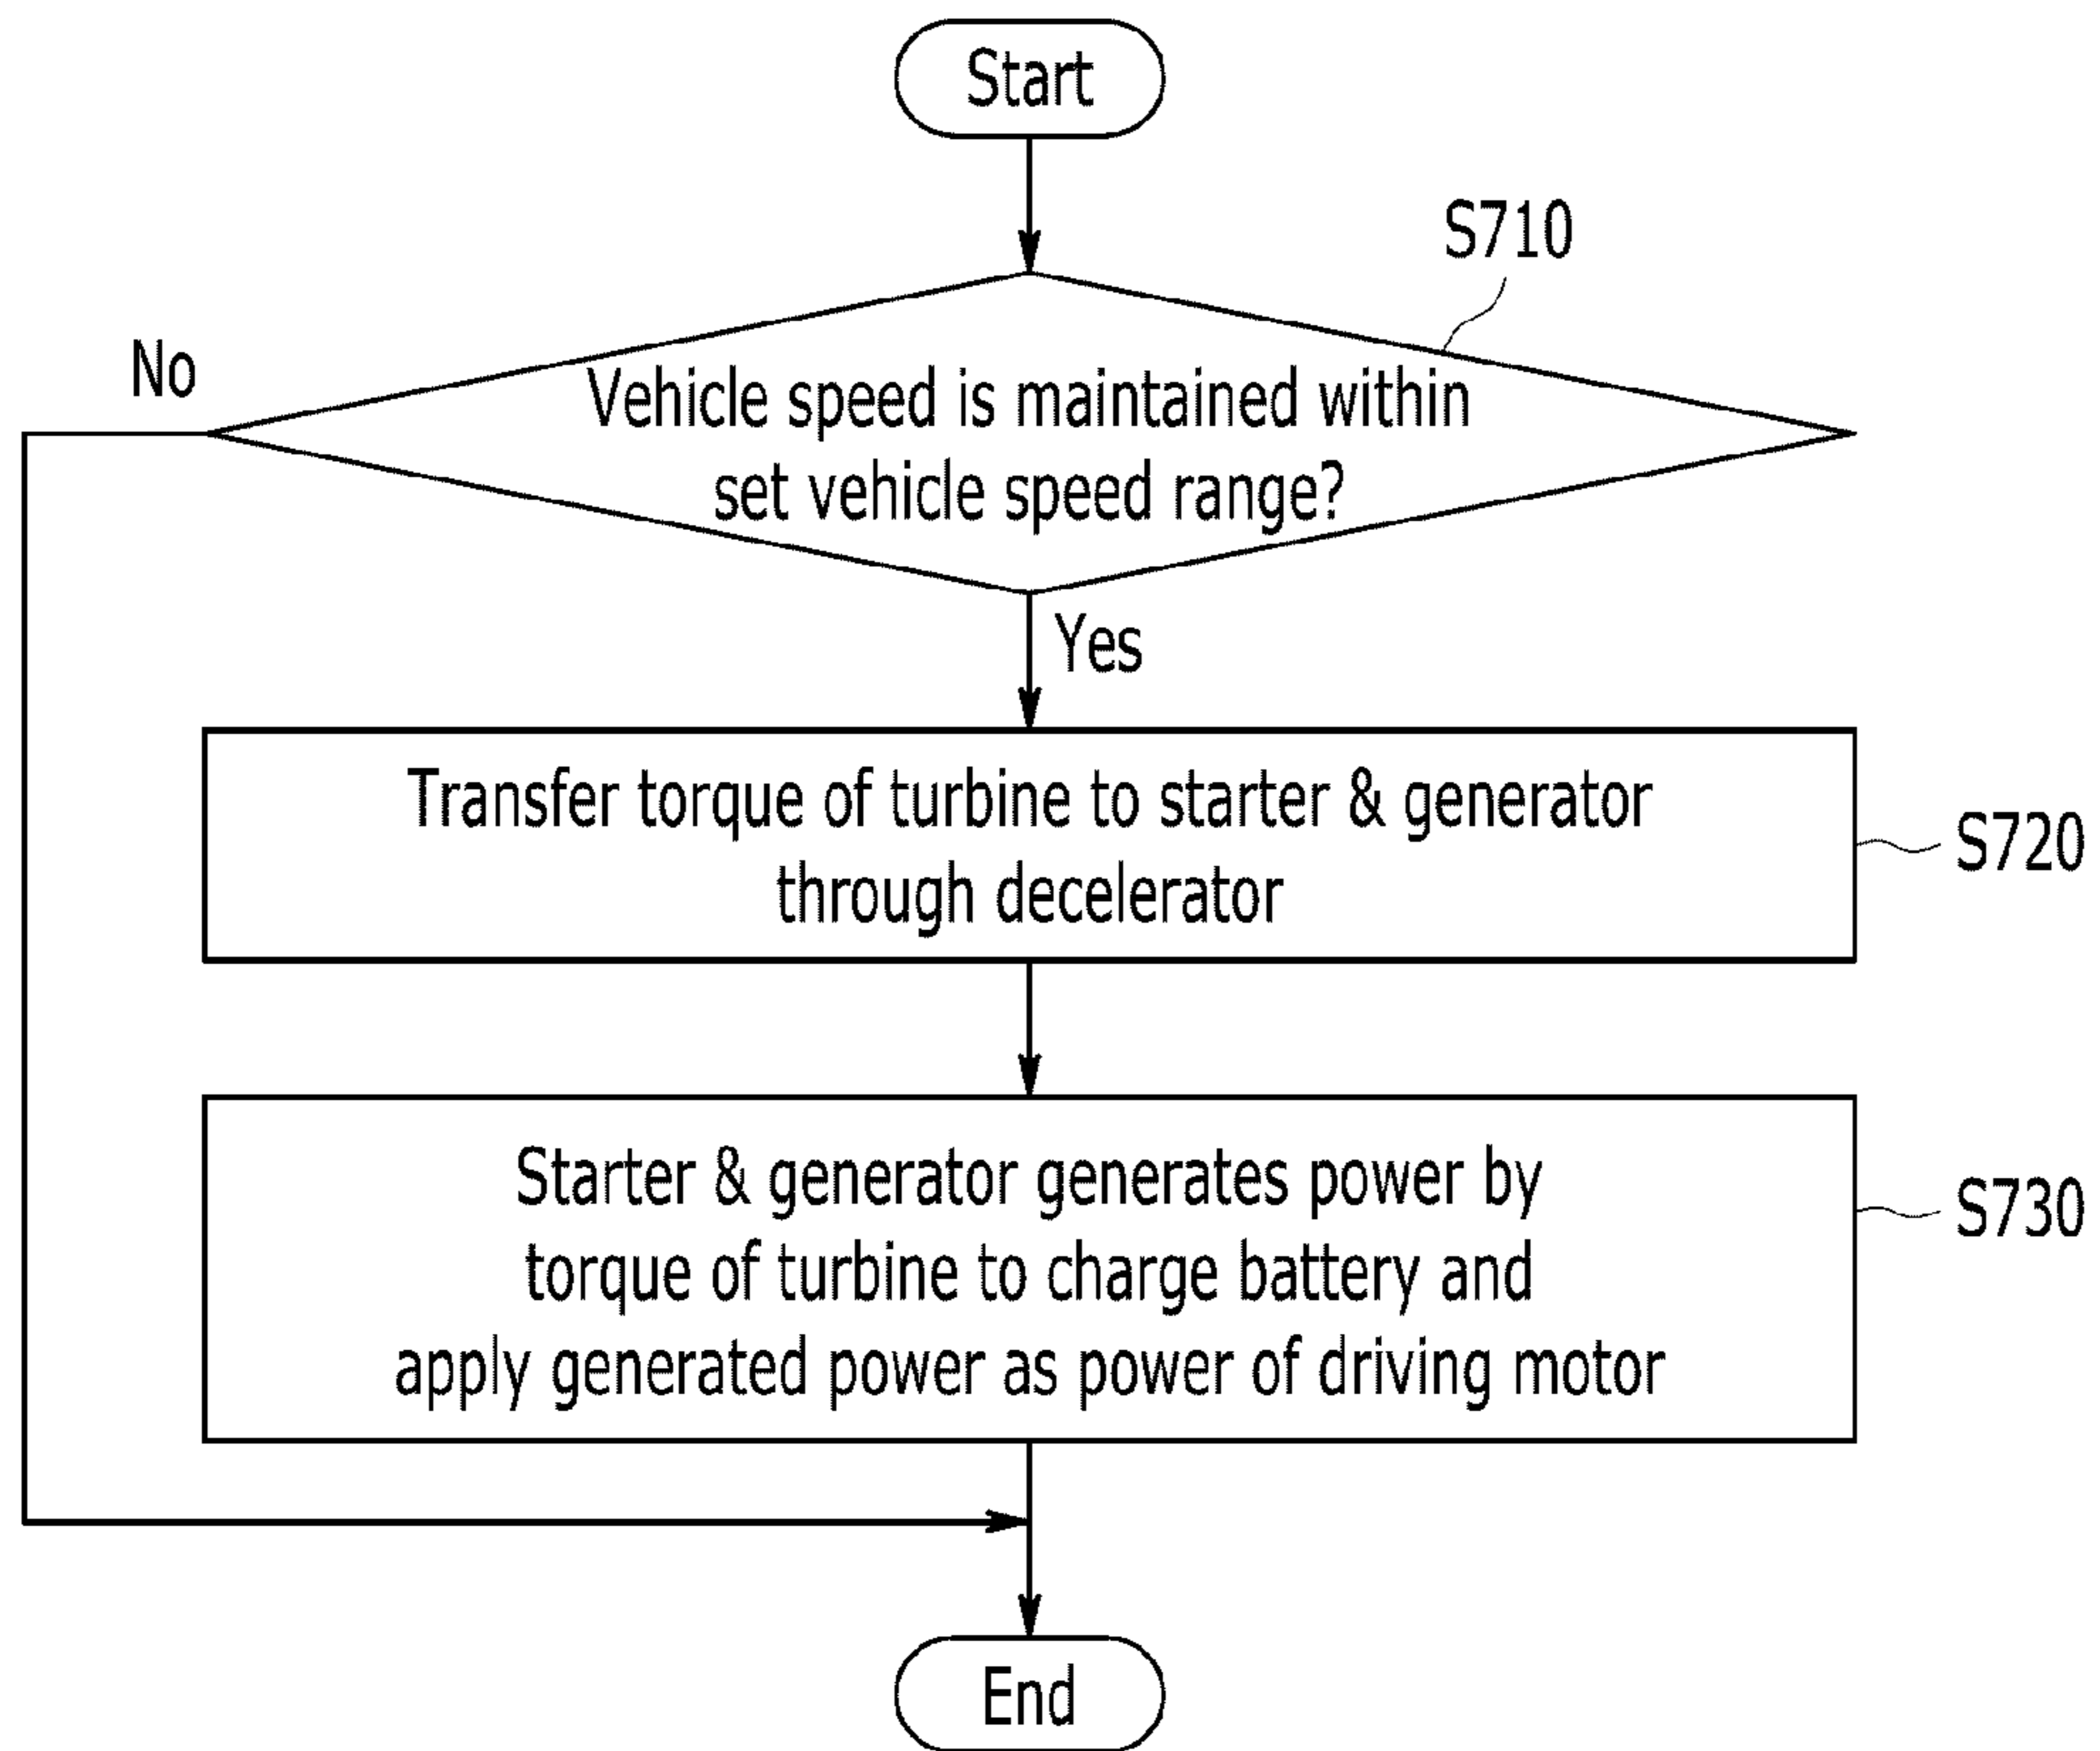 Start
S710
No
Vehicle speed is maintained within
set vehicle speed range?
Yes
Transfer torque of turbine to starter & generator
through decelerator
S720
Starter & generator generates power by
torque of turbine to charge battery and
apply generated power as power of driving motor
S730
End